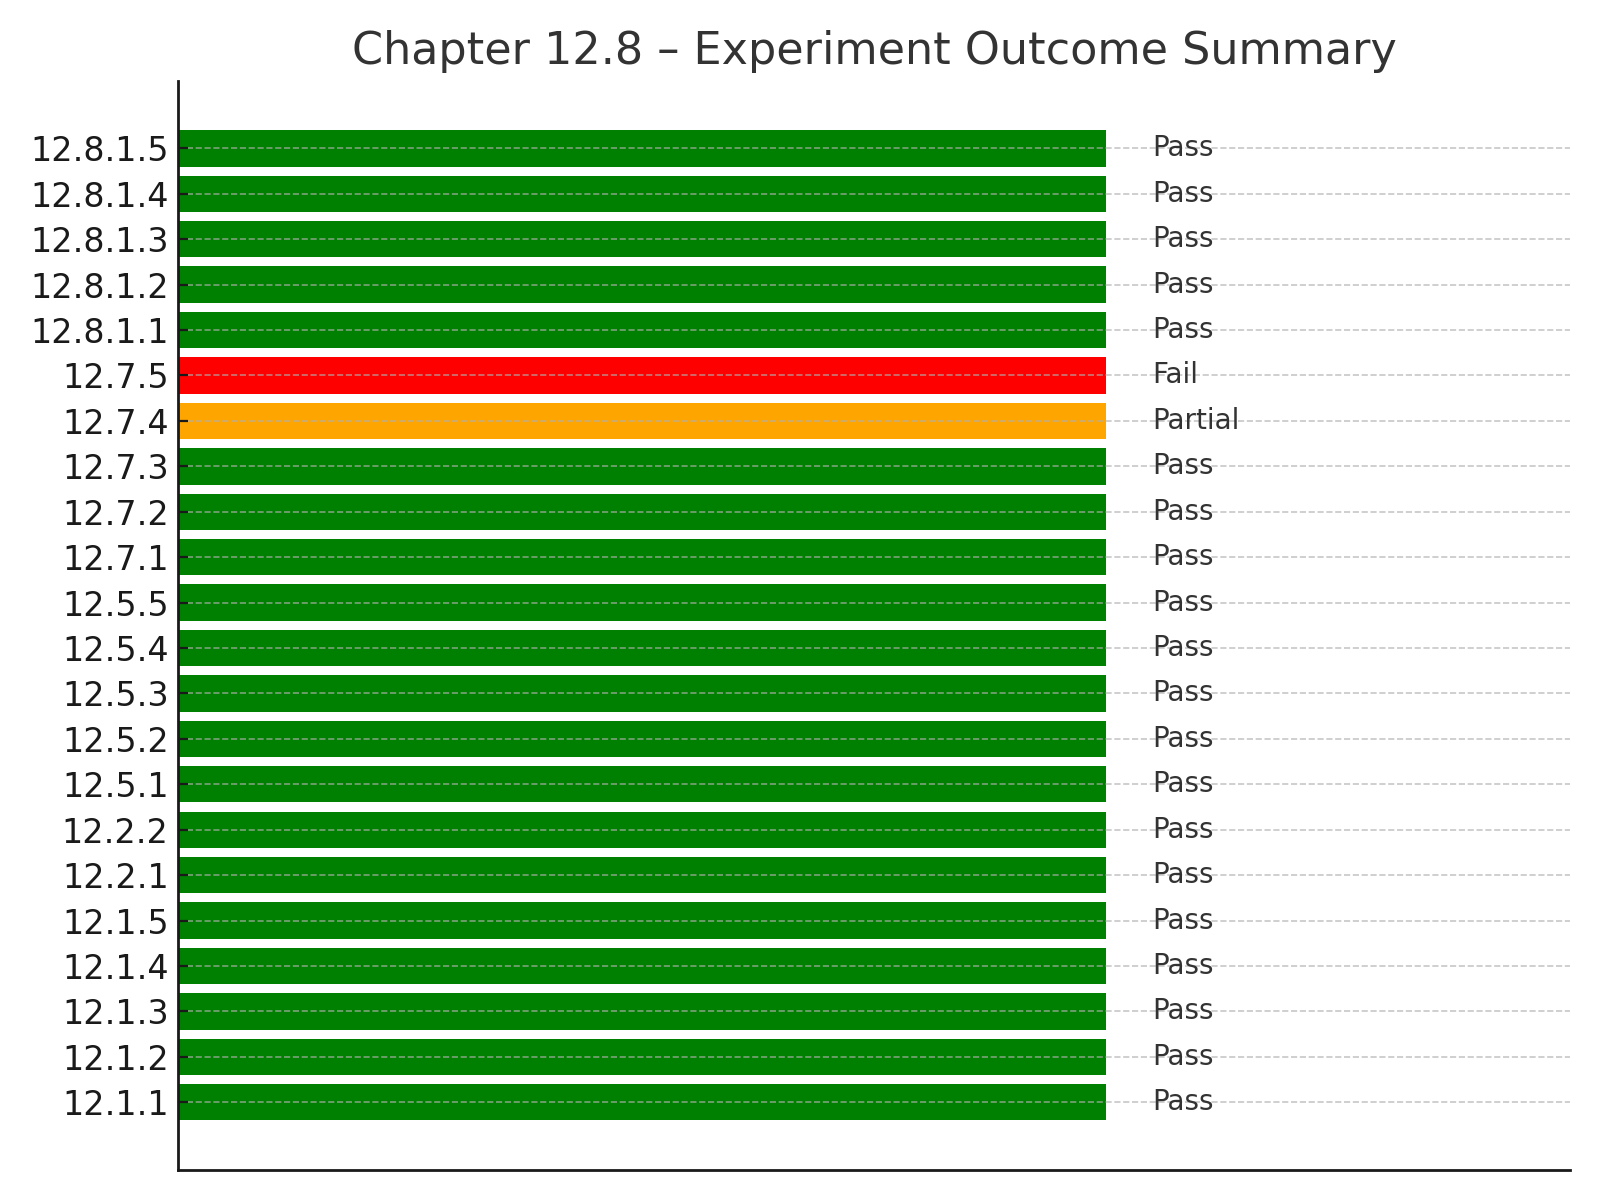 Chapter 12.8 – Experiment Outcome Summary
12.8.1.5 Pass
12.8.1.4 Pass
12.8.1.3 Pass
12.8.1.2 Pass
12.8.1.1 Pass
12.7.5 Fail
12.7.4 Partial
12.7.3 Pass
12.7.2 Pass
12.7.1 Pass
12.5.5 Pass
12.5.4 Pass
12.5.3 Pass
12.5.2 Pass
12.5.1 Pass
12.2.2 Pass
12.2.1 Pass
12.1.5 Pass
12.1.4 Pass
12.1.3 Pass
12.1.2 Pass
12.1.1 Pass